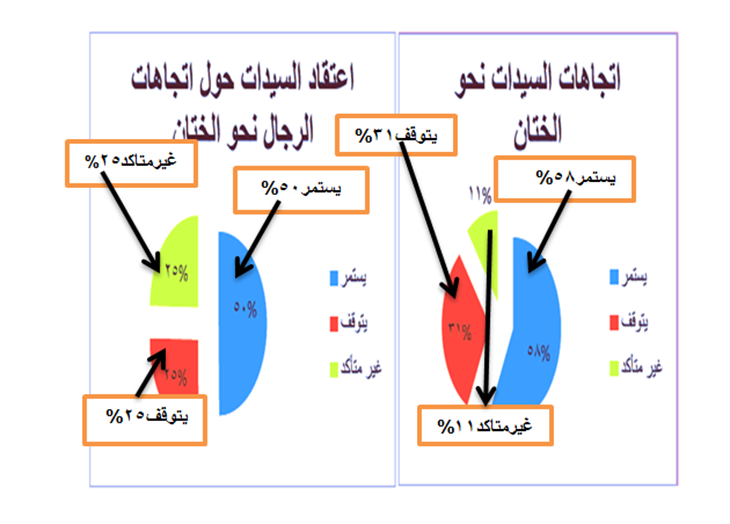 اتجاهات السيدات نحو
الختان
يتوقف٣١%
يستمر٥٨%
١١%
٣١%
٥٨%
يستمر
يتوقف
غير متأكد
غيرمتاكد١١%
اعتقاد السيدات حول اتجاهات
الرجال نحو الختان
غيرمتاكد٢٥%
يستمر٥٠%
٢٥%
٥٠%
٢٥%
يستمر
يتوقف
غير متأكد
يتوقف٢٥%